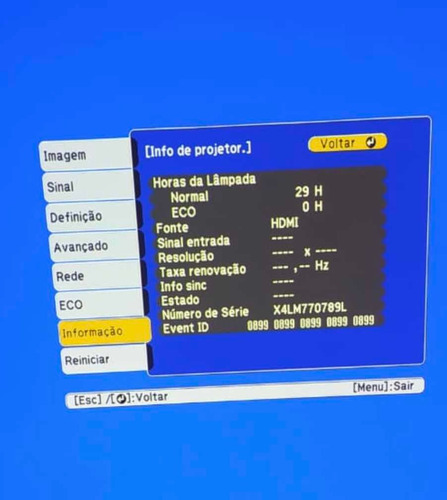 [Info de projetor.]
Voltar
Imagem
Sinal
Definição
Avançado
Rede
ECO
Informação
Reiniciar
Horas da Lâmpada
Normal 29 H
ECO 0 H
Fonte HDMI
Sinal entrada ----
Resolução ---- x ----
Taxa renovação --- ,-- Hz
Info sinc ----
Estado ----
Número de Série X4LM770789L
Event ID 0899 0899 0899 0899 0899
[Esc] /[ ]:Voltar [Menu]:Sair